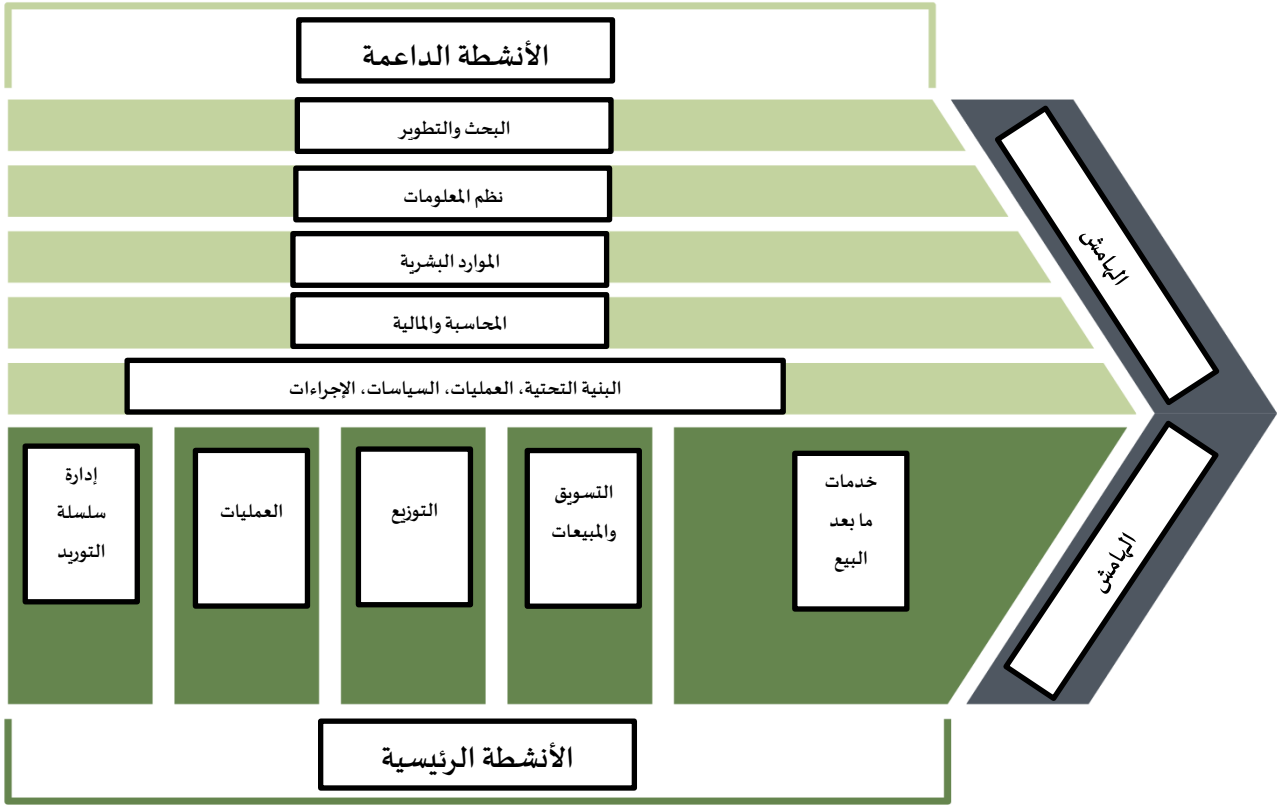 الأنشطة الداعمة
البحث والتطوير
نظم المعلومات
الموارد البشرية
المحاسبة والمالية
البنية التحتية، العمليات، السياسات، الإجراءات
الهامش
إدارة
سلسلة
التوريد
العمليات
التوزيع
التسويق
والمبيعات
خدمات
ما بعد
البيع
الهامش
الأنشطة الرئيسية